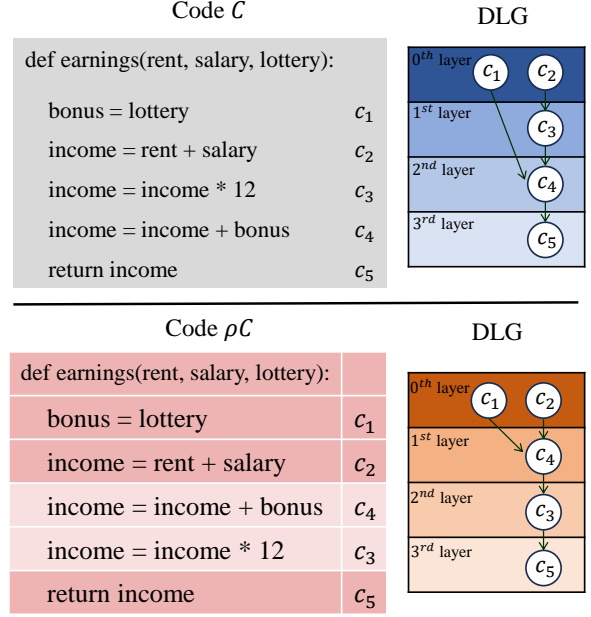 Code C
DLG
def earnings(rent, salary, lottery):
bonus = lottery c₁
income = rent + salary c₂
income = income * 12 c₃
income = income + bonus c₄
return income c₅
0ᵗʰ layer
c₁ c₂
1ˢᵗ layer
c₃
2ⁿᵈ layer
c₄
3ʳᵈ layer
c₅
Code ρC
DLG
def earnings(rent, salary, lottery):
bonus = lottery c₁
income = rent + salary c₂
income = income + bonus c₄
income = income * 12 c₃
return income c₅
0ᵗʰ layer
c₁ c₂
1ˢᵗ layer
c₄
2ⁿᵈ layer
c₃
3ʳᵈ layer
c₅